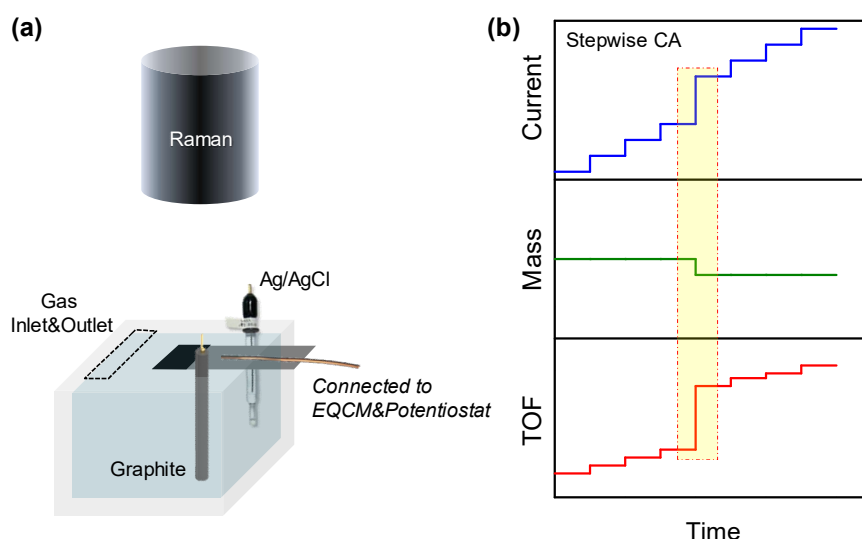 (a)
Raman
Ag/AgCl
Gas
Inlet&Outlet
Connected to
EQCM&Potentiostat
Graphite
(b)
Stepwise CA
Current
Mass
TOF
Time